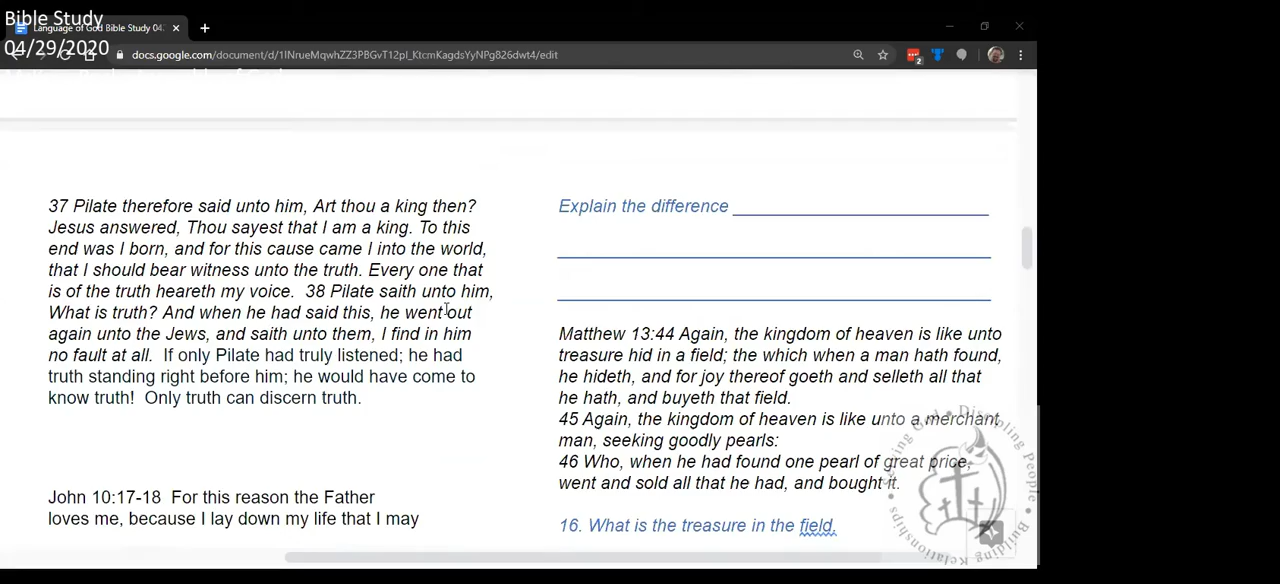 Bible Study
04/29/2020
Language of God Bible Study 04
docs.google.com/document/d/1INrueMqwhZZ3PBGvT12pI_KtcmKagdsYyNPg826dwt4/edit
2
37 Pilate therefore said unto him, Art thou a king then?
Jesus answered, Thou sayest that I am a king. To this
end was I born, and for this cause came I into the world,
that I should bear witness unto the truth. Every one that
is of the truth heareth my voice.  38 Pilate saith unto him,
What is truth? And when he had said this, he went out
again unto the Jews, and saith unto them, I find in him
no fault at all.  If only Pilate had truly listened; he had
truth standing right before him; he would have come to
know truth!  Only truth can discern truth.
John 10:17-18  For this reason the Father
loves me, because I lay down my life that I may
Explain the difference
Matthew 13:44 Again, the kingdom of heaven is like unto
treasure hid in a field; the which when a man hath found,
he hideth, and for joy thereof goeth and selleth all that
he hath, and buyeth that field.
45 Again, the kingdom of heaven is like unto a merchant
man, seeking goodly pearls:
46 Who, when he had found one pearl of great price,
went and sold all that he had, and bought it.
16. What is the treasure in the field.
Serving God • Discipling People • Building Relationships •